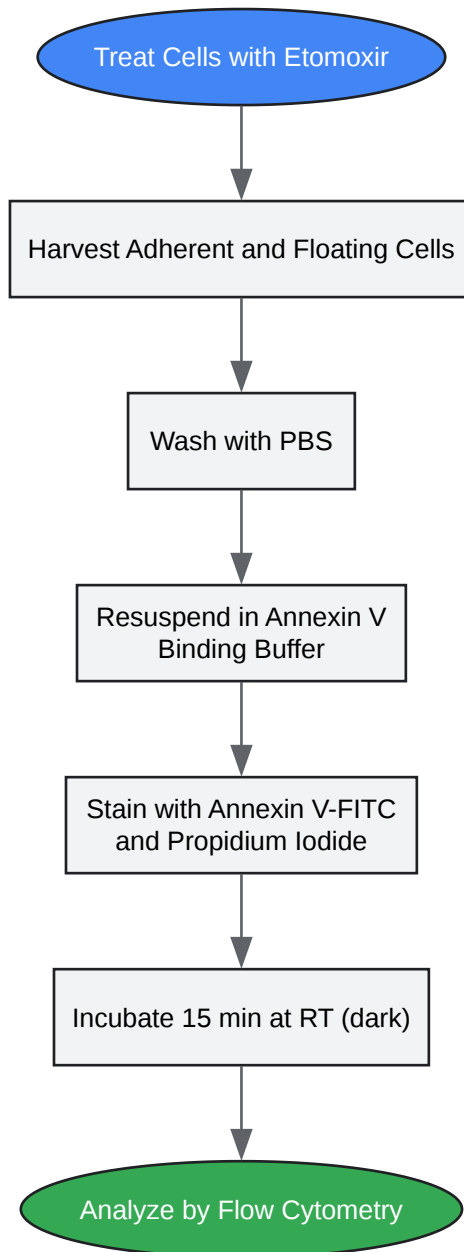 Treat Cells with Etomoxir
Harvest Adherent and Floating Cells
Wash with PBS
Resuspend in Annexin V
Binding Buffer
Stain with Annexin V-FITC
and Propidium Iodide
Incubate 15 min at RT (dark)
Analyze by Flow Cytometry